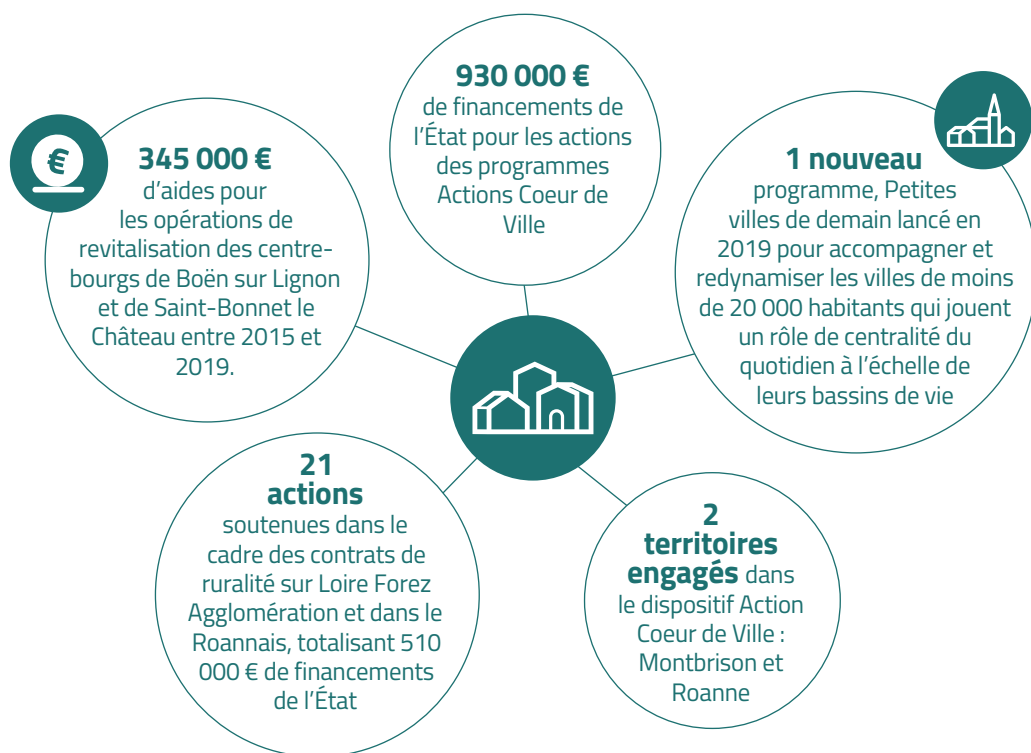 930 000 €
de financements de
l'État pour les actions
des programmes
Actions Coeur de
Ville
€
345 000 €
d'aides pour
les opérations de
revitalisation des centre-
bourgs de Boën sur Lignon
et de Saint-Bonnet le
Château entre 2015 et
2019.
1 nouveau
programme, Petites
villes de demain lancé en
2019 pour accompagner et
redynamiser les villes de moins
de 20 000 habitants qui jouent
un rôle de centralité du
quotidien à l'échelle de
leurs bassins de vie
21
actions
soutenues dans le
cadre des contrats de
ruralité sur Loire Forez
Agglomération et dans le
Roannais, totalisant 510
000 € de financements
de l'État
2
territoires
engagés dans
le dispositif Action
Coeur de Ville :
Montbrison et
Roanne